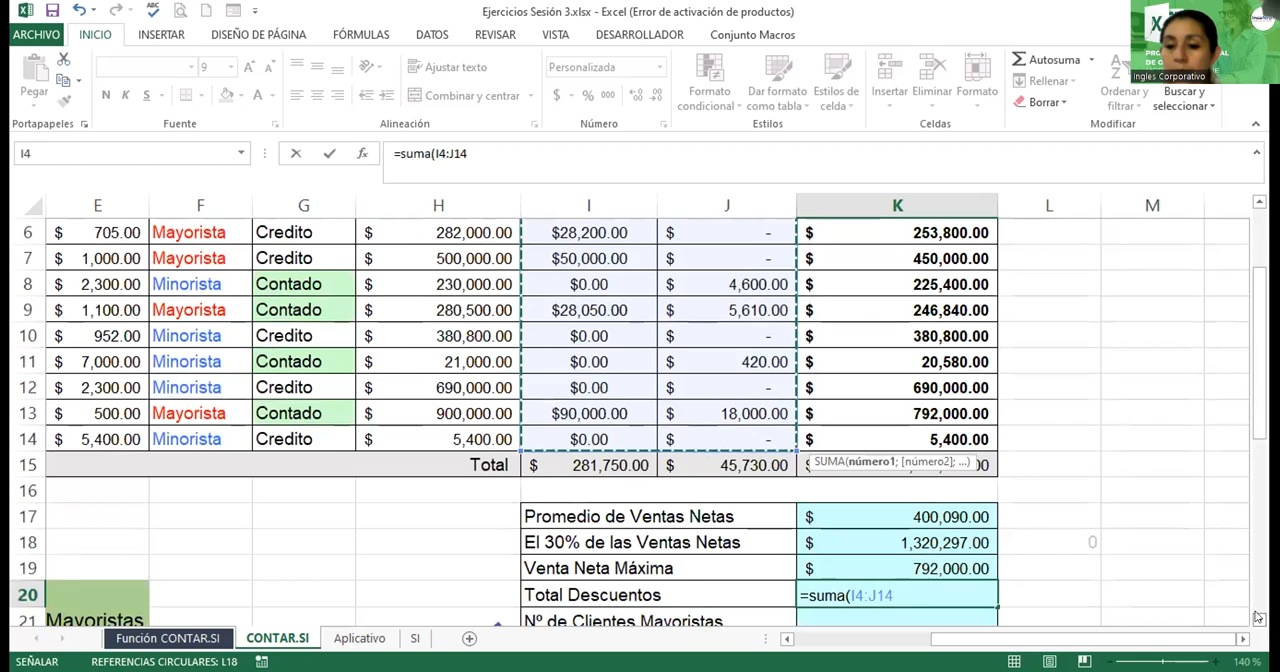 Ejercicios Sesión 3.xlsx - Excel (Error de activación de productos)
ARCHIVO INICIO INSERTAR DISEÑO DE PÁGINA FÓRMULAS DATOS REVISAR VISTA DESARROLLADOR Conjunto Macros
9 Ajustar texto Personalizada Autosuma
Pegar N K S Combinar y centrar $ % 000 Formato condicional Dar formato como tabla Estilos de celda Insertar Eliminar Formato Rellenar Borrar Ordenar y filtrar Buscar y seleccionar
Portapapeles Fuente Alineación Número Estilos Celdas Modificar
Ingles Corporativo
I4 fx =suma(I4:J14
E F G H I J K L M
6 $ 705.00 Mayorista Credito $ 282,000.00 $28,200.00 $ - $ 253,800.00
7 $ 1,000.00 Mayorista Credito $ 500,000.00 $50,000.00 $ - $ 450,000.00
8 $ 2,300.00 Minorista Contado $ 230,000.00 $0.00 $ 4,600.00 $ 225,400.00
9 $ 1,100.00 Mayorista Contado $ 280,500.00 $28,050.00 $ 5,610.00 $ 246,840.00
10 $ 952.00 Minorista Credito $ 380,800.00 $0.00 $ - $ 380,800.00
11 $ 7,000.00 Minorista Contado $ 21,000.00 $0.00 $ 420.00 $ 20,580.00
12 $ 2,300.00 Minorista Credito $ 690,000.00 $0.00 $ - $ 690,000.00
13 $ 500.00 Mayorista Contado $ 900,000.00 $90,000.00 $ 18,000.00 $ 792,000.00
14 $ 5,400.00 Minorista Credito $ 5,400.00 $0.00 $ - $ 5,400.00
15 Total $ 281,750.00 $ 45,730.00
SUMA(número1; [número2]; ...)
16
17 Promedio de Ventas Netas $ 400,090.00
18 El 30% de las Ventas Netas $ 1,320,297.00 0
19 Venta Neta Máxima $ 792,000.00
20 Total Descuentos =suma(I4:J14
21 Mayoristas Nº de Clientes Mayoristas
Función CONTAR.SI CONTAR.SI Aplicativo SI
SEÑALAR REFERENCIAS CIRCULARES: L18 140 %